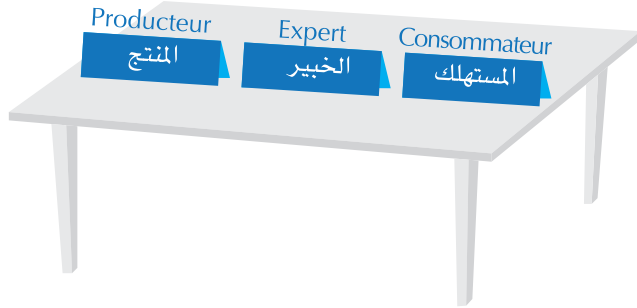 Producteur
المنتج
Expert
الخبير
Consommateur
المستهلك